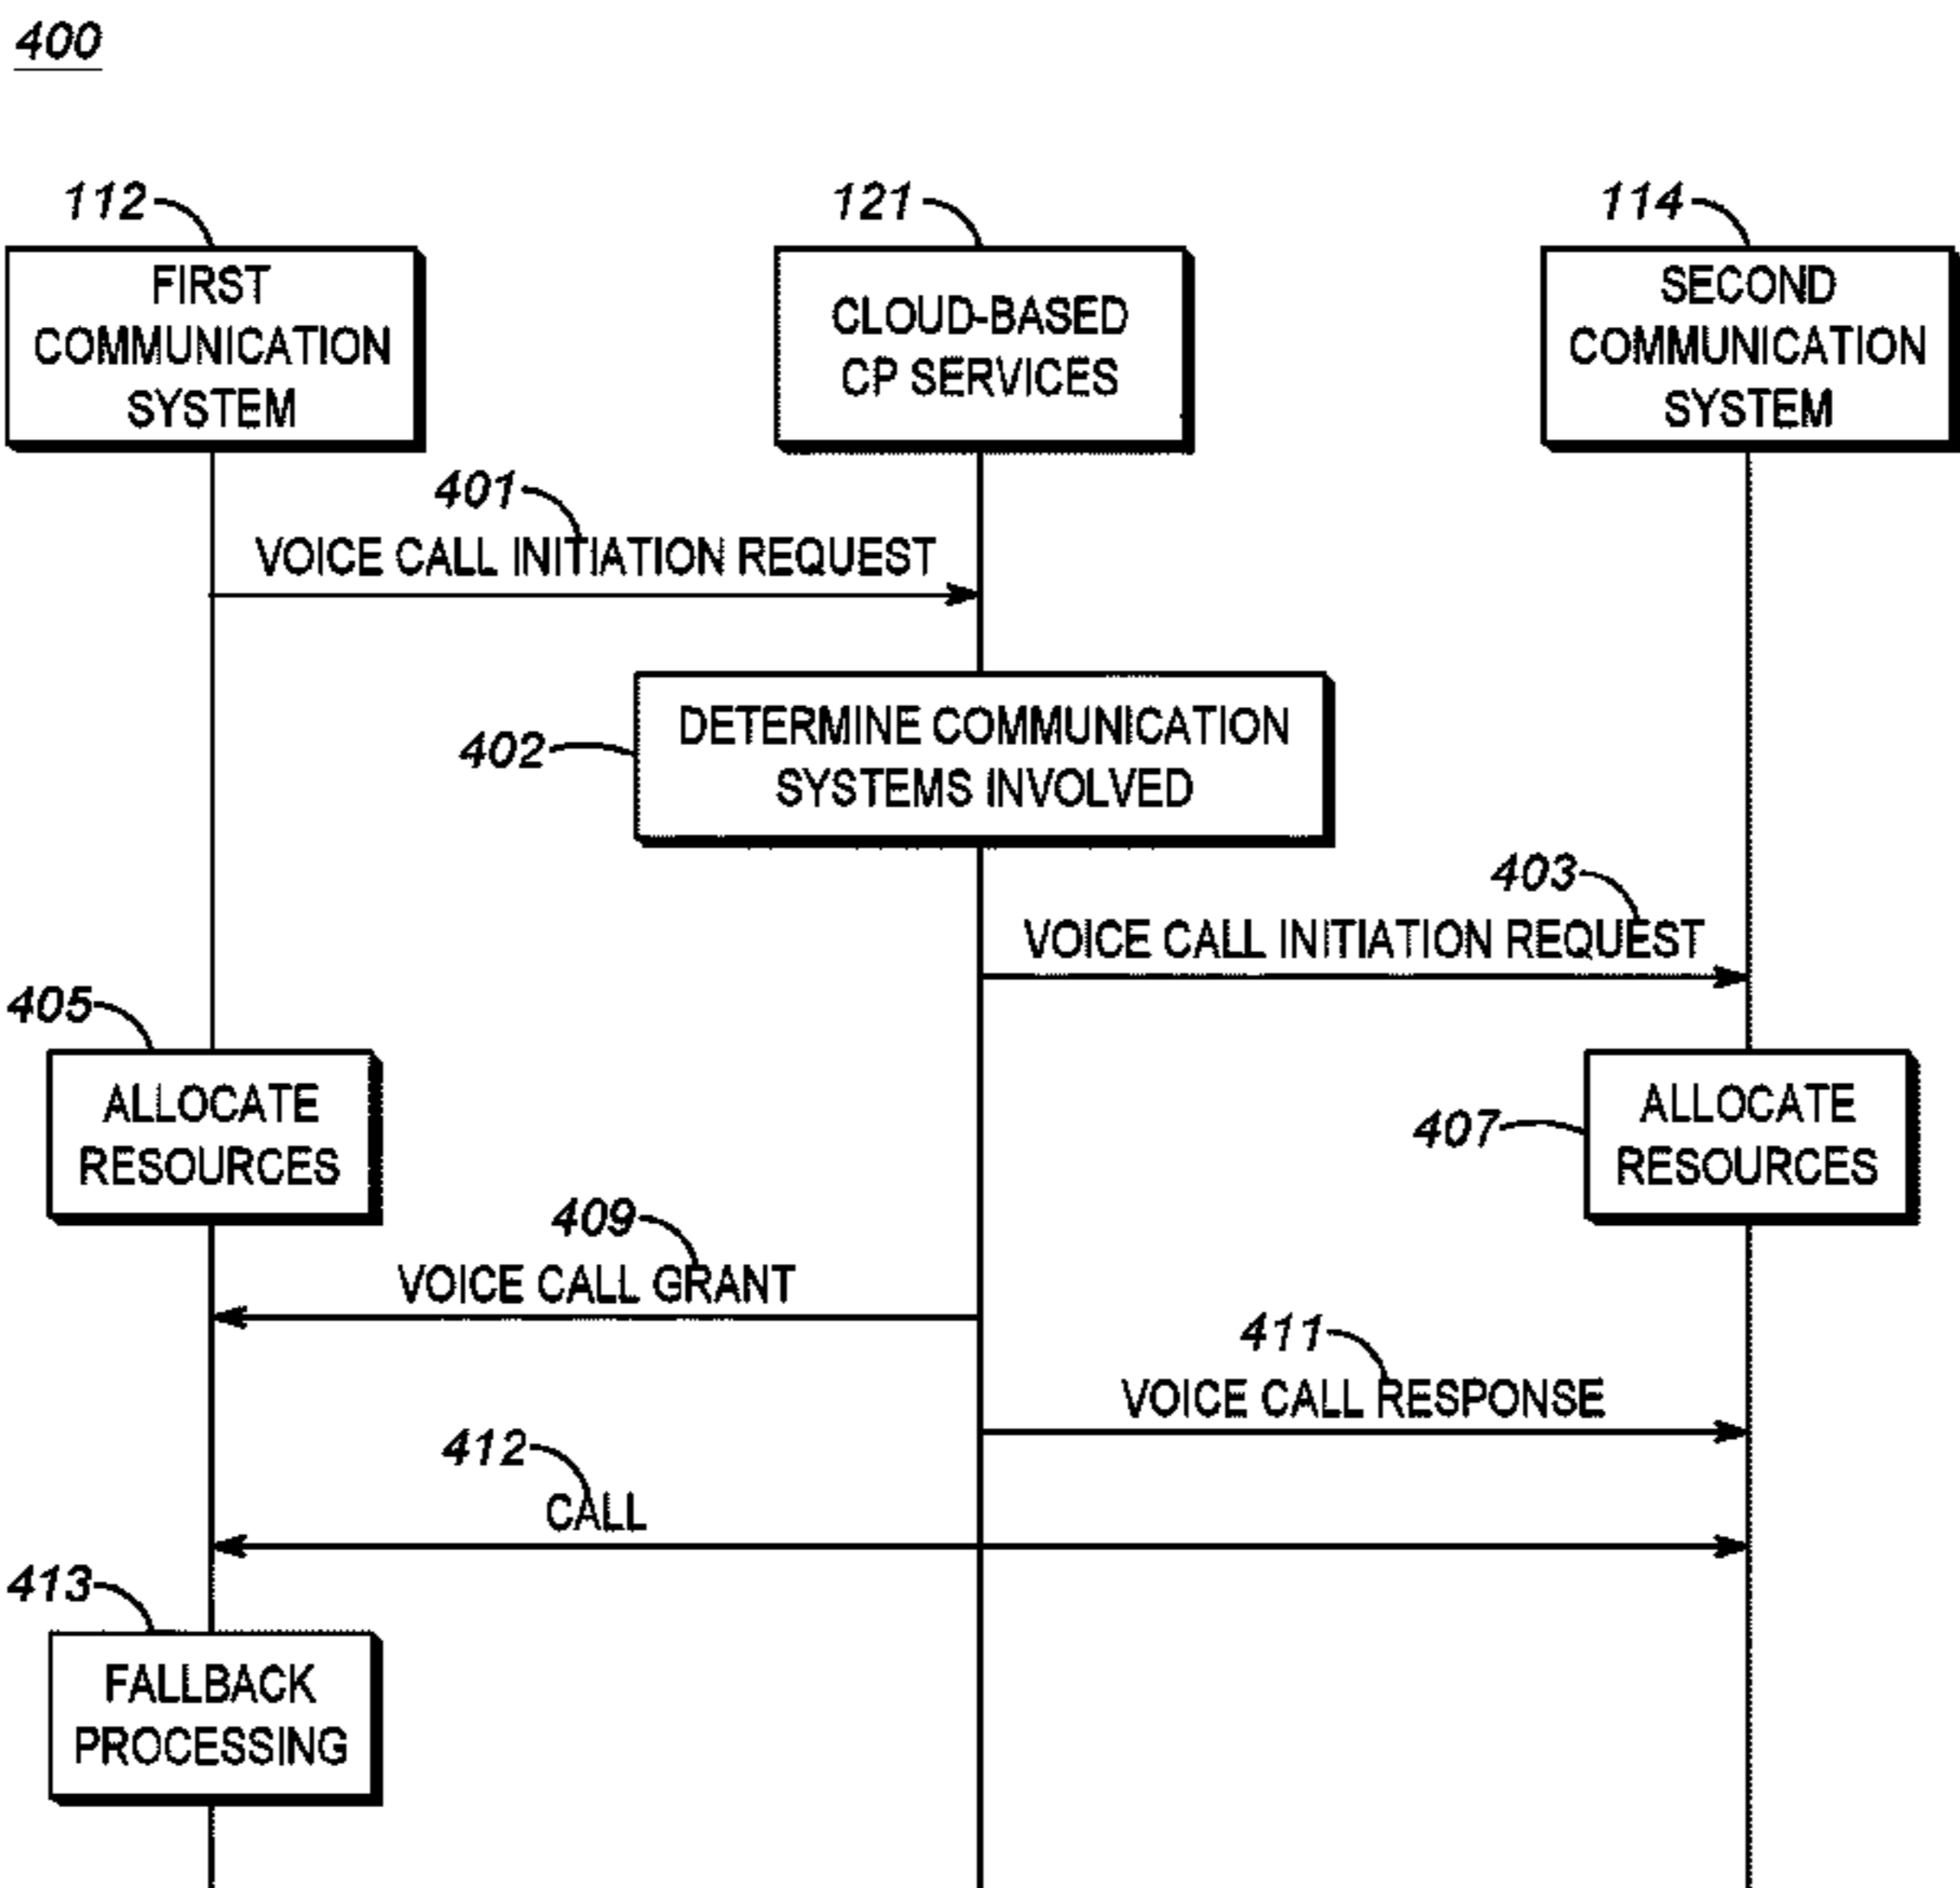 400
112
121
114
FIRST
COMMUNICATION
SYSTEM
CLOUD-BASED
CP SERVICES
SECOND
COMMUNICATION
SYSTEM
401
VOICE CALL INITIATION REQUEST
402
DETERMINE COMMUNICATION
SYSTEMS INVOLVED
403
VOICE CALL INITIATION REQUEST
405
ALLOCATE
RESOURCES
407
ALLOCATE
RESOURCES
409
VOICE CALL GRANT
411
VOICE CALL RESPONSE
412
CALL
413
FALLBACK
PROCESSING